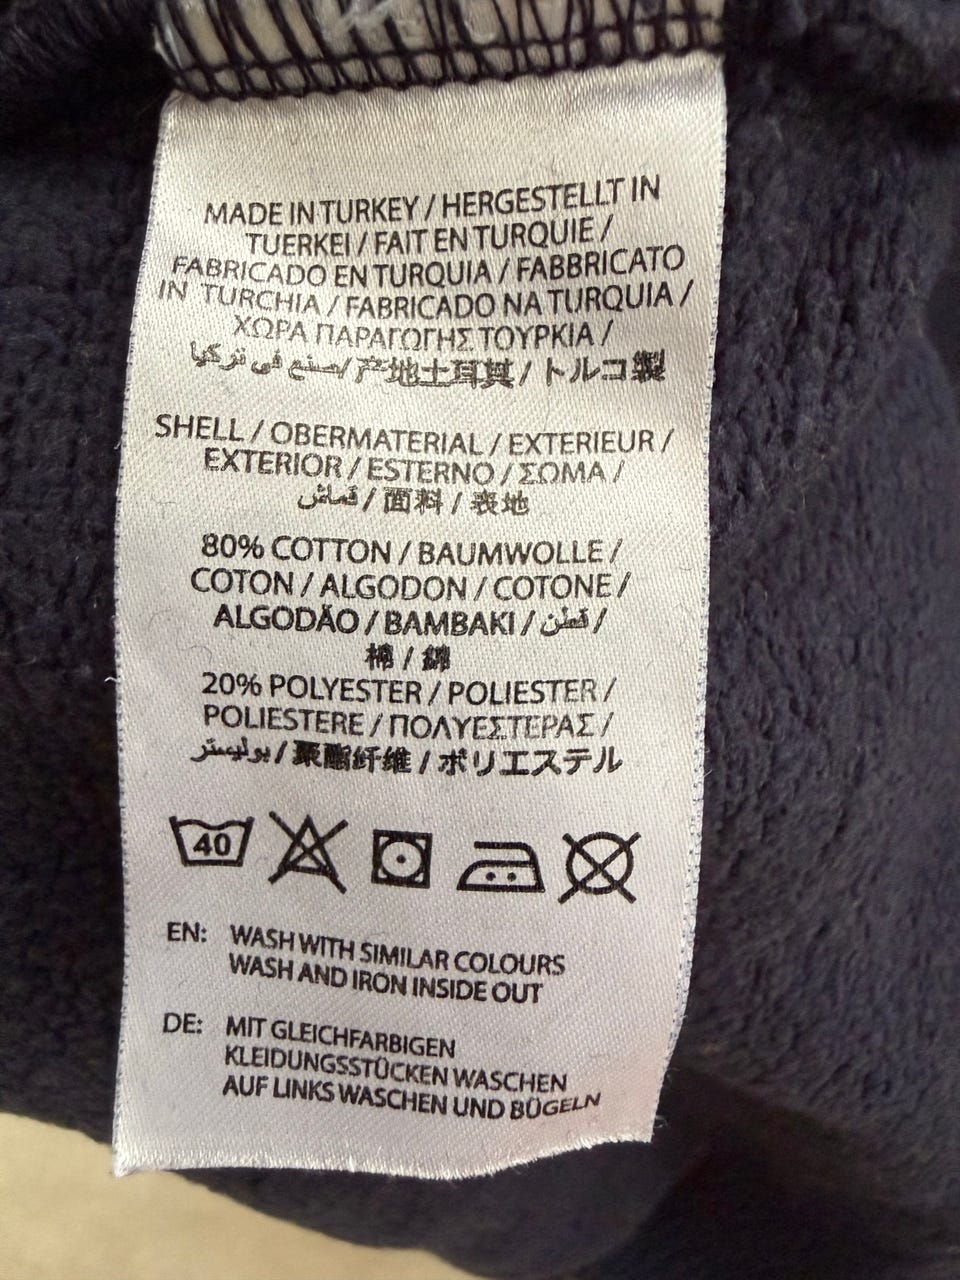 MADE IN TURKEY / HERGESTELLT IN
TUERKEI / FAIT EN TURQUIE /
FABRICADO EN TURQUIA / FABBRICATO
IN TURCHIA / FABRICADO NA TURQUIA /
ΧΩΡΑ ΠΑΡΑΓΩΓΗΣ ΤΟΥΡΚΙΑ /
صنع في تركيا / 产地土耳其 / トルコ製
SHELL / OBERMATERIAL / EXTERIEUR /
EXTERIOR / ESTERNO / ΣΩΜΑ /
قماش / 面料 / 表地
80% COTTON / BAUMWOLLE /
COTON / ALGODON / COTONE /
ALGODÃO / BAMBAKI / قطن /
棉 / 綿
20% POLYESTER / POLIESTER /
POLIESTERE / ΠΟΛΥΕΣΤΕΡΑΣ /
بوليستر / 聚酯纤维 / ポリエステル
40
EN: WASH WITH SIMILAR COLOURS
WASH AND IRON INSIDE OUT
DE: MIT GLEICHFARBIGEN
KLEIDUNGSSTÜCKEN WASCHEN
AUF LINKS WASCHEN UND BÜGELN